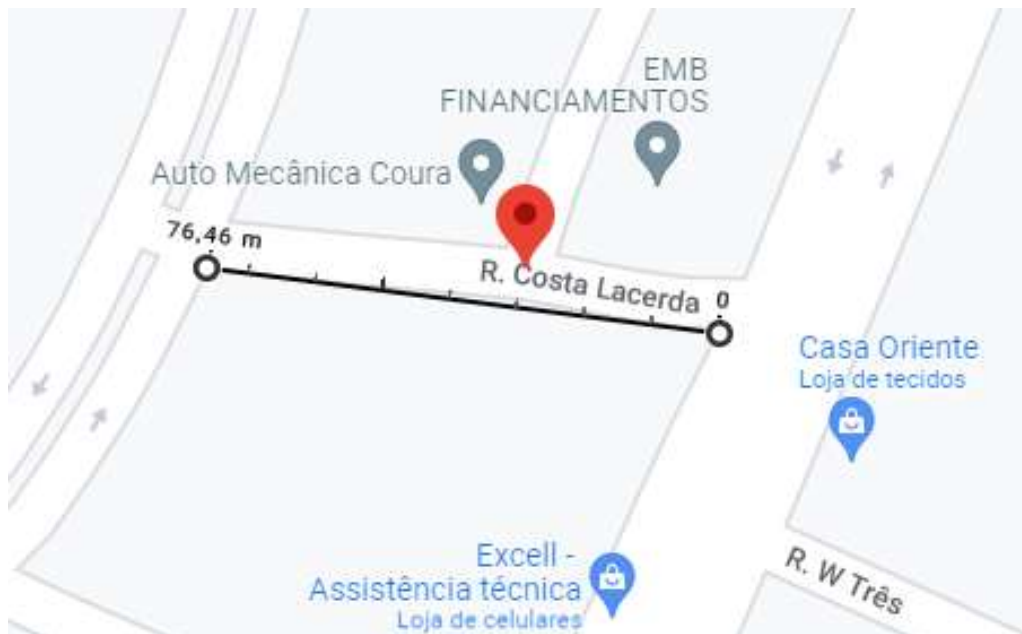 EMB
FINANCIAMENTOS
Auto Mecânica Coura
76,46 m
R. Costa Lacerda
0
Casa Oriente
Loja de tecidos
Excell -
Assistência técnica
Loja de celulares
R. W Três